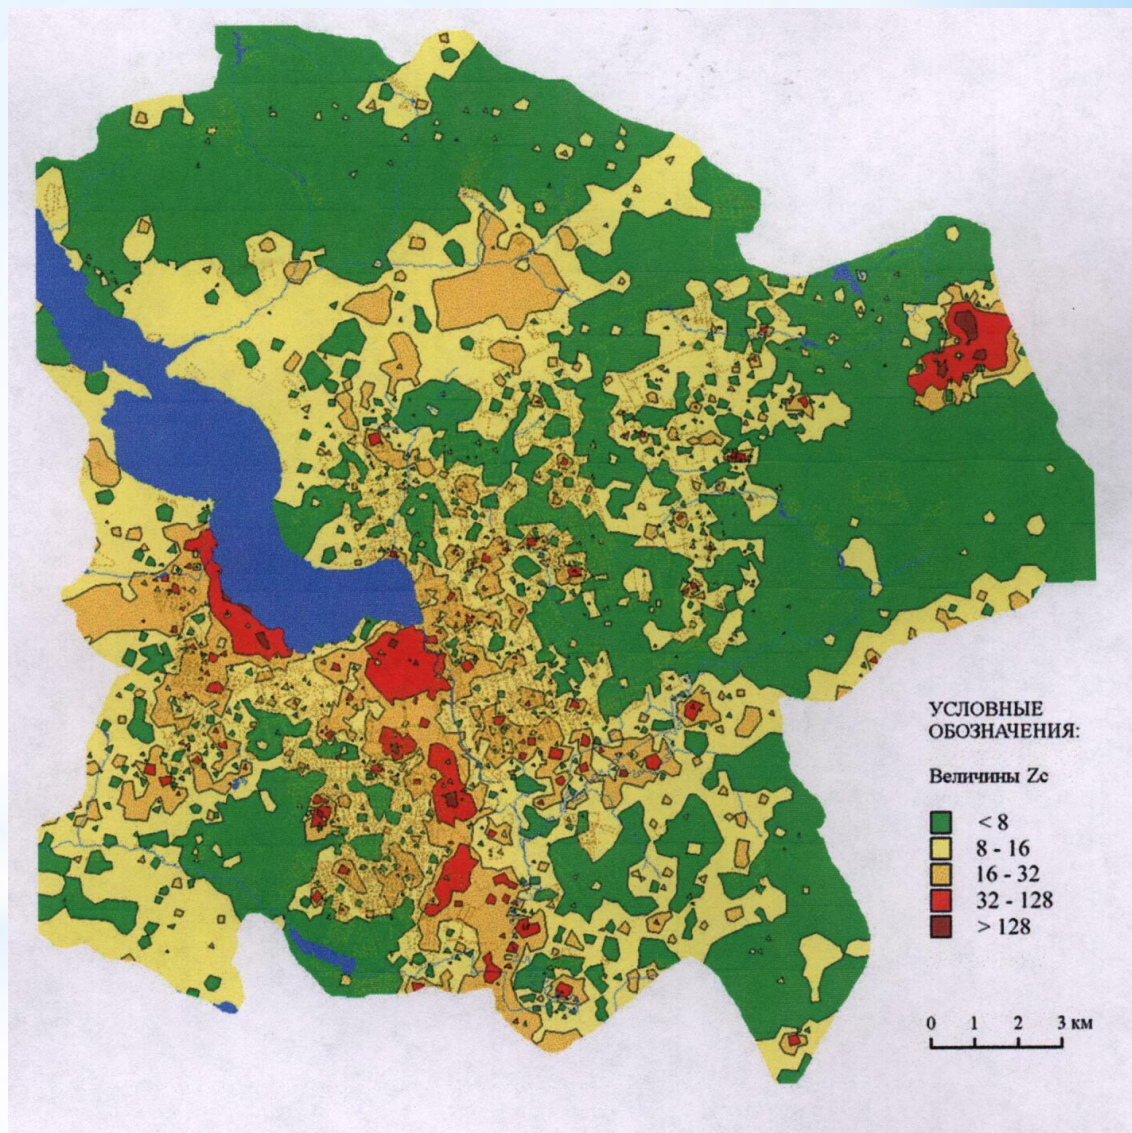 УСЛОВНЫЕ
ОБОЗНАЧЕНИЯ:
Величины Zc
< 8
8 - 16
16 - 32
32 - 128
> 128
0 1 2 3 км